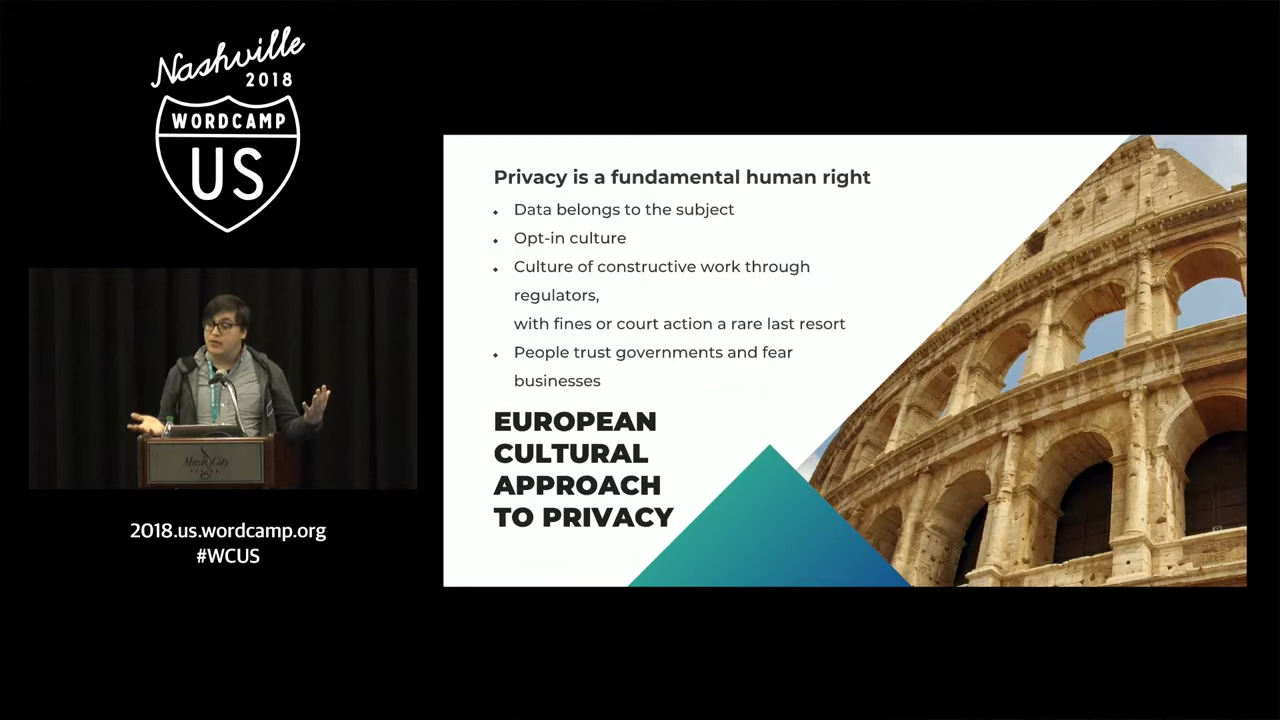 Nashville
2018
WORDCAMP
US
Privacy is a fundamental human right
Data belongs to the subject
Opt-in culture
Culture of constructive work through
regulators,
with fines or court action a rare last resort
People trust governments and fear
businesses
EUROPEAN
CULTURAL
APPROACH
TO PRIVACY
Music City
2018.us.wordcamp.org
#WCUS